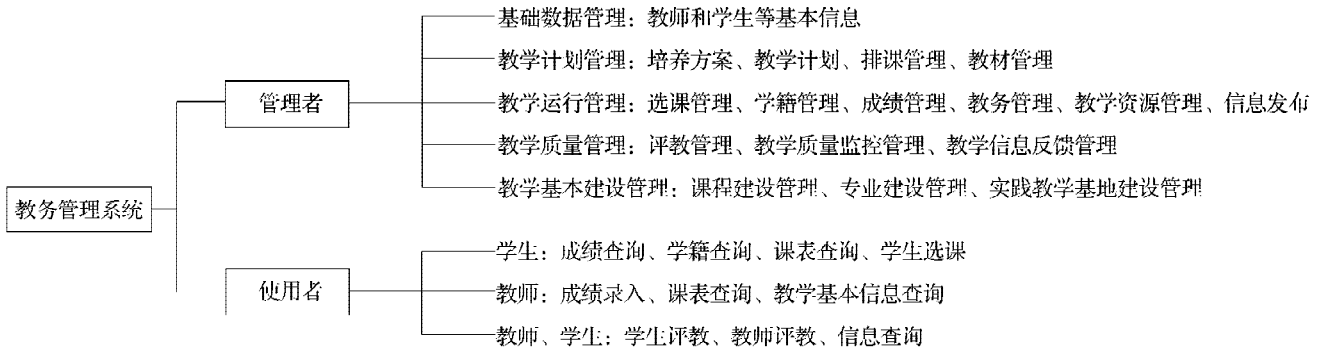 基础数据管理：教师和学生等基本信息
教学计划管理：培养方案、教学计划、排课管理、教材管理
管理者
教学运行管理：选课管理、学籍管理、成绩管理、教务管理、教学资源管理、信息发布
教学质量管理：评教管理、教学质量监控管理、教学信息反馈管理
教学基本建设管理：课程建设管理、专业建设管理、实践教学基地建设管理
教务管理系统
学生：成绩查询、学籍查询、课表查询、学生选课
使用者
教师：成绩录入、课表查询、教学基本信息查询
教师、学生：学生评教、教师评教、信息查询